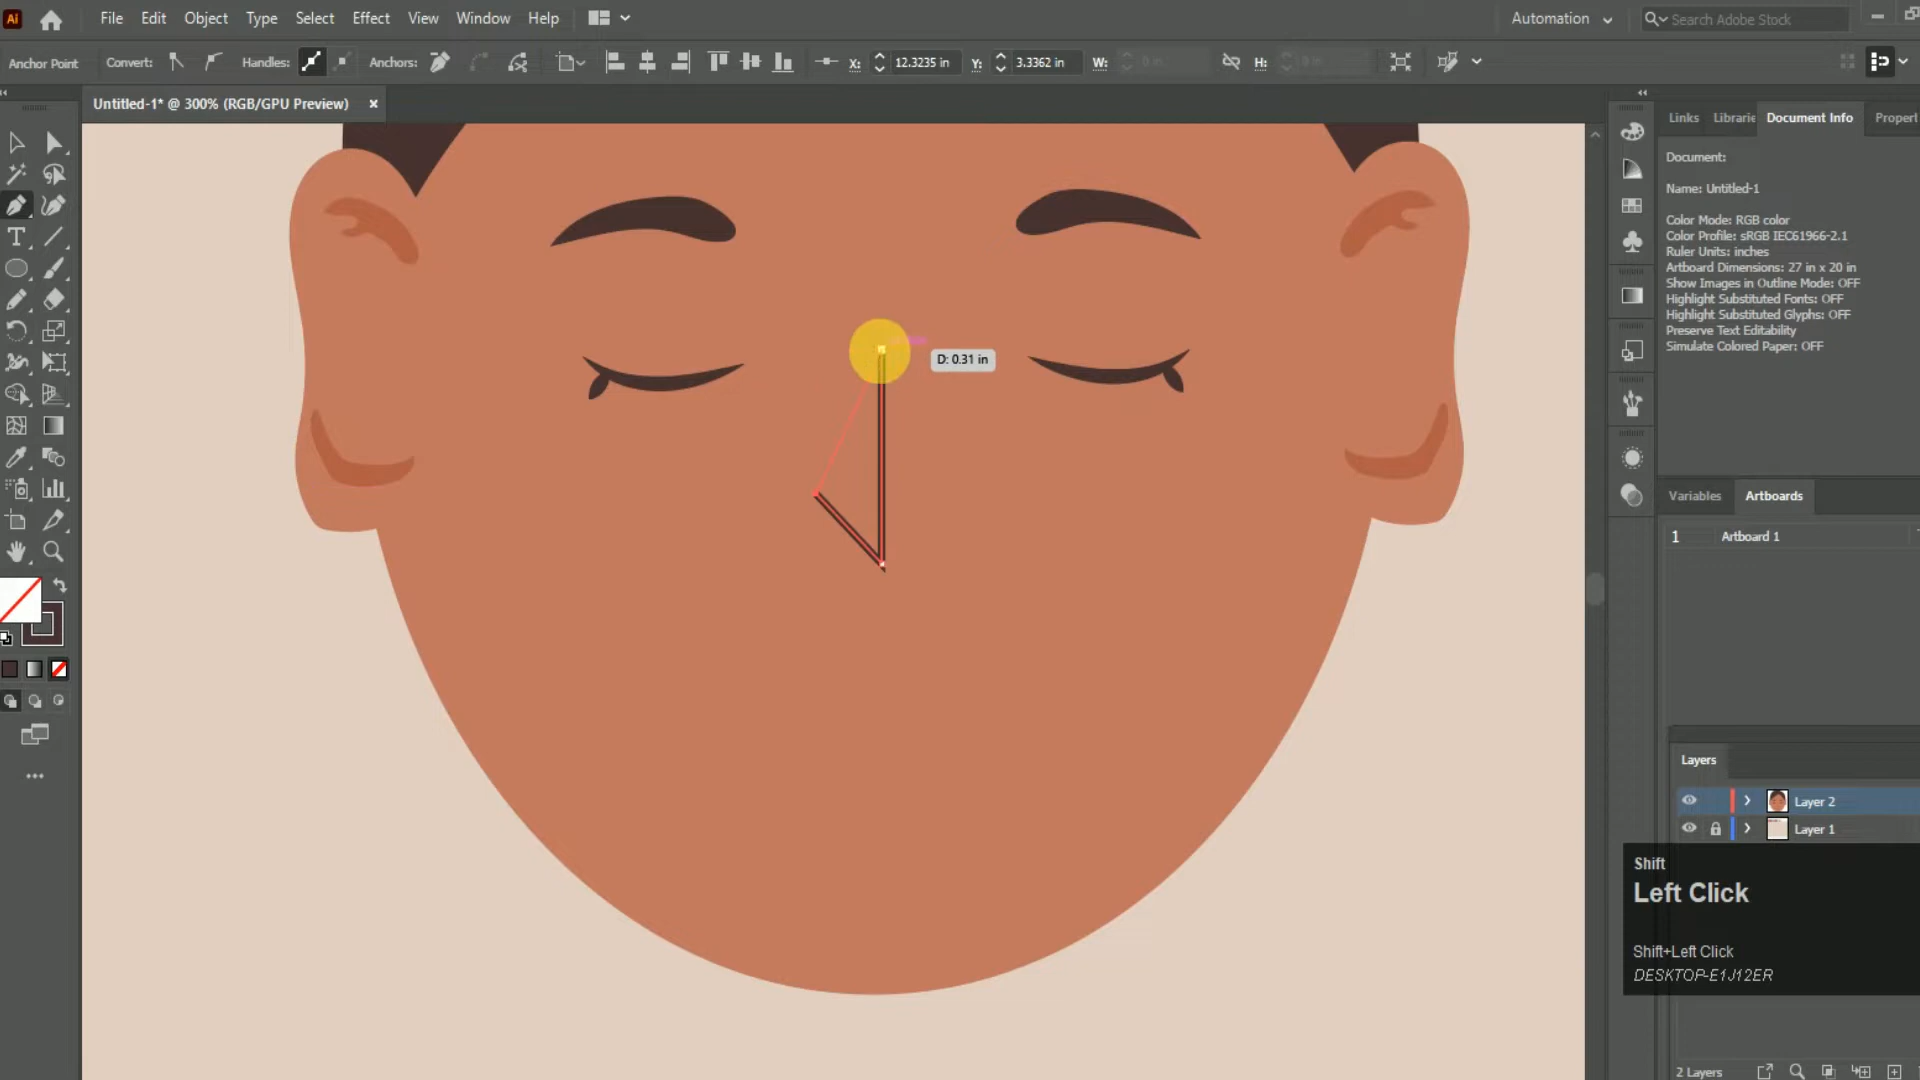 Ai File Edit Object Type Select Effect View Window Help Automation Search Adobe Stock
Anchor Point Convert: Handles: Anchors: X: 12.3235 in Y: 3.3362 in W: 0 in H: 0 in
Untitled-1* @ 300% (RGB/GPU Preview) ×
Links Librarie Document Info Propert
Document:
Name: Untitled-1
Color Mode: RGB color
Color Profile: sRGB IEC61966-2.1
Ruler Units: inches
Artboard Dimensions: 27 in x 20 in
Show Images in Outline Mode: OFF
Highlight Substituted Fonts: OFF
Highlight Substituted Glyphs: OFF
Preserve Text Editability
Simulate Colored Paper: OFF
D: 0.31 in
Variables Artboards
1 Artboard 1
Layers
Layer 2
Layer 1
Shift
Left Click
Shift+Left Click
DESKTOP-E1J12ER
2 Layers